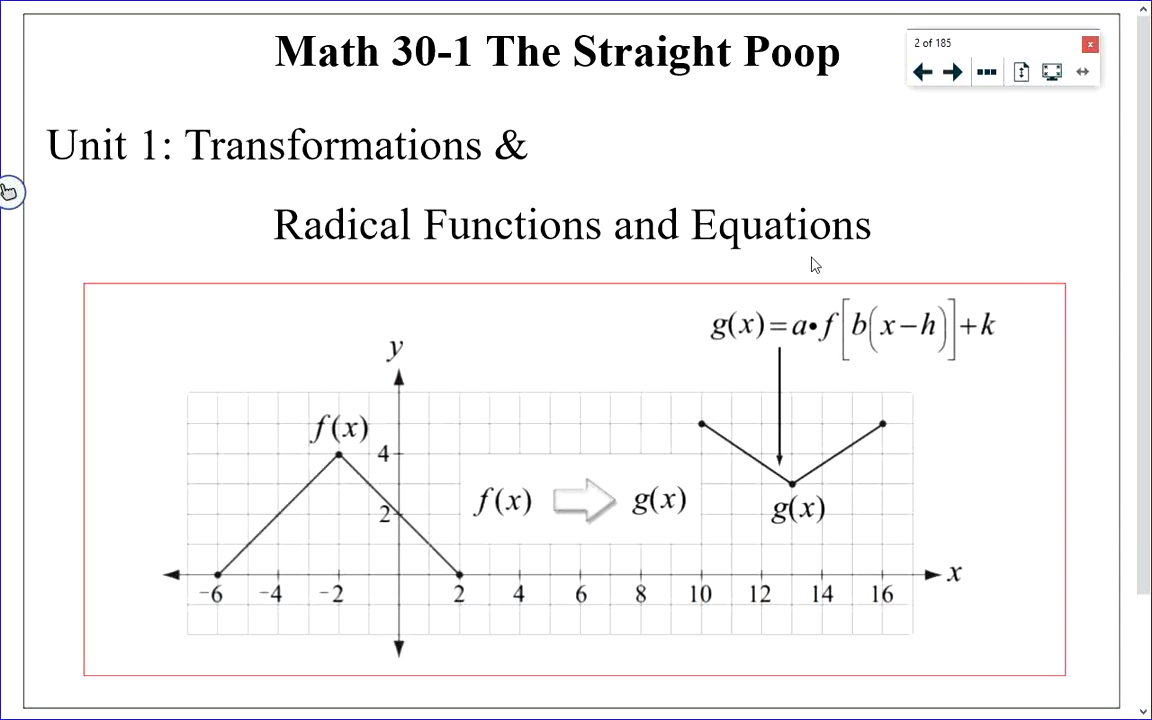 Math 30-1 The Straight Poop
2 of 185
x
Unit 1: Transformations &
Radical Functions and Equations
g(x)=a•f[b(x−h)]+k
y
f(x)
4
2
f(x) g(x)
g(x)
x
−6 −4 −2 2 4 6 8 10 12 14 16